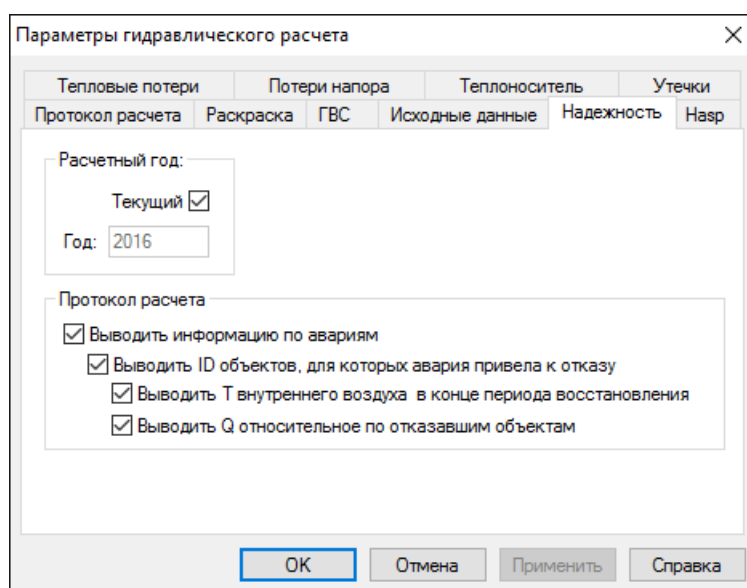 Параметры гидравлического расчета
Тепловые потери Потери напора Теплоноситель Утечки
Протокол расчета Раскраска ГВС Исходные данные Надежность Hasp
Расчетный год:
Текущий
Год: 2016
Протокол расчета
Выводить информацию по авариям
Выводить ID объектов, для которых авария привела к отказу
Выводить Т внутреннего воздуха в конце периода восстановления
Выводить Q относительное по отказавшим объектам
OK Отмена Применить Справка